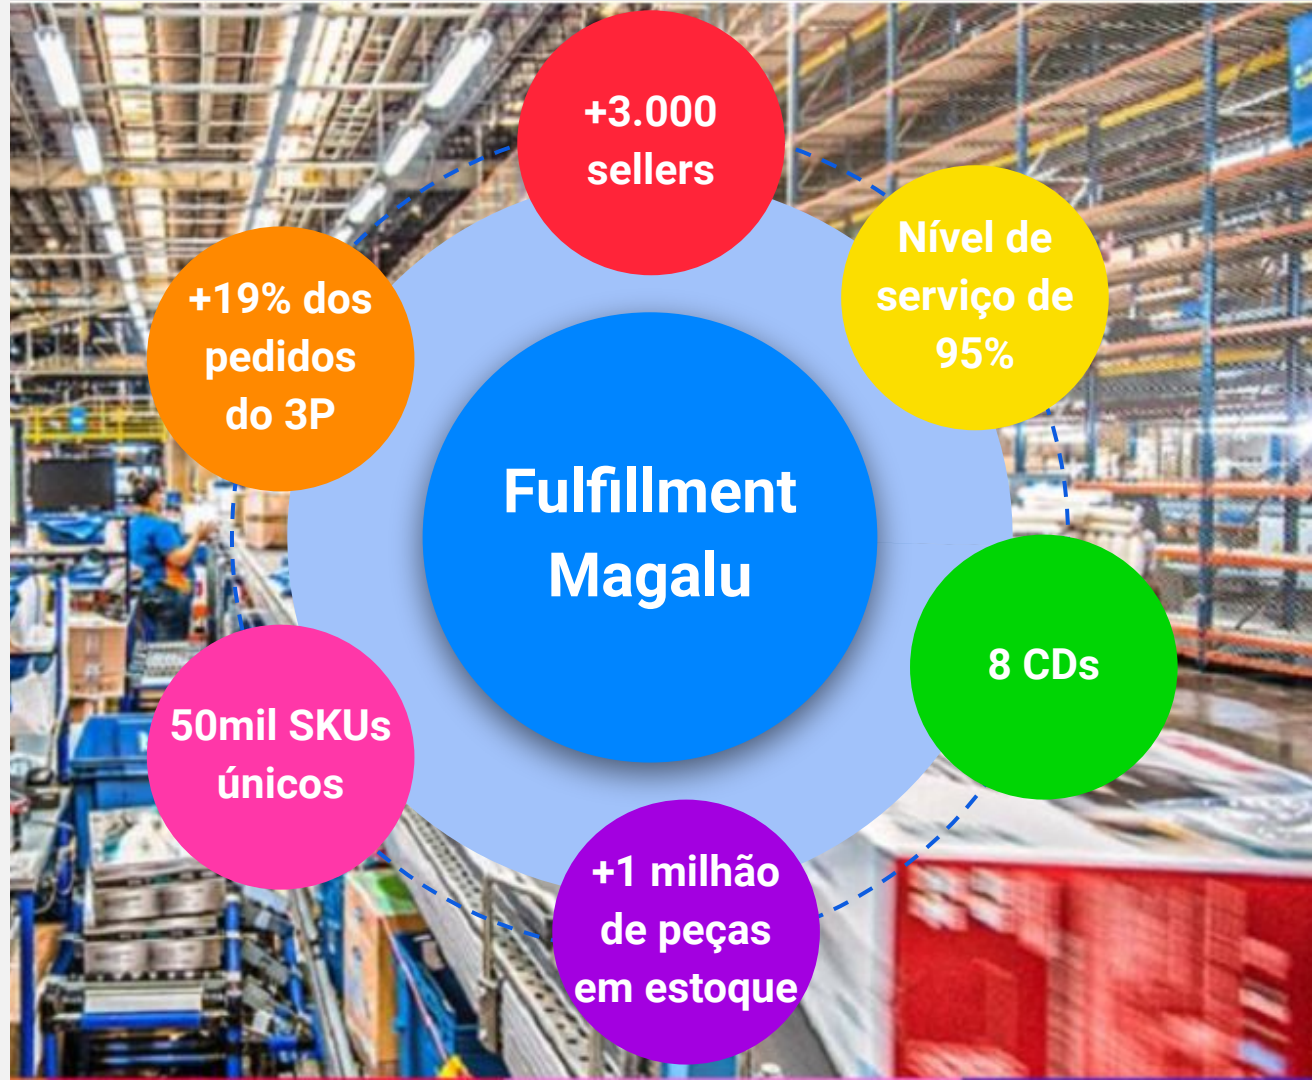 +3.000
sellers
Nível de
serviço de
95%
+19% dos
pedidos
do 3P
Fulfillment
Magalu
8 CDs
50mil SKUs
únicos
+1 milhão
de peças
em estoque